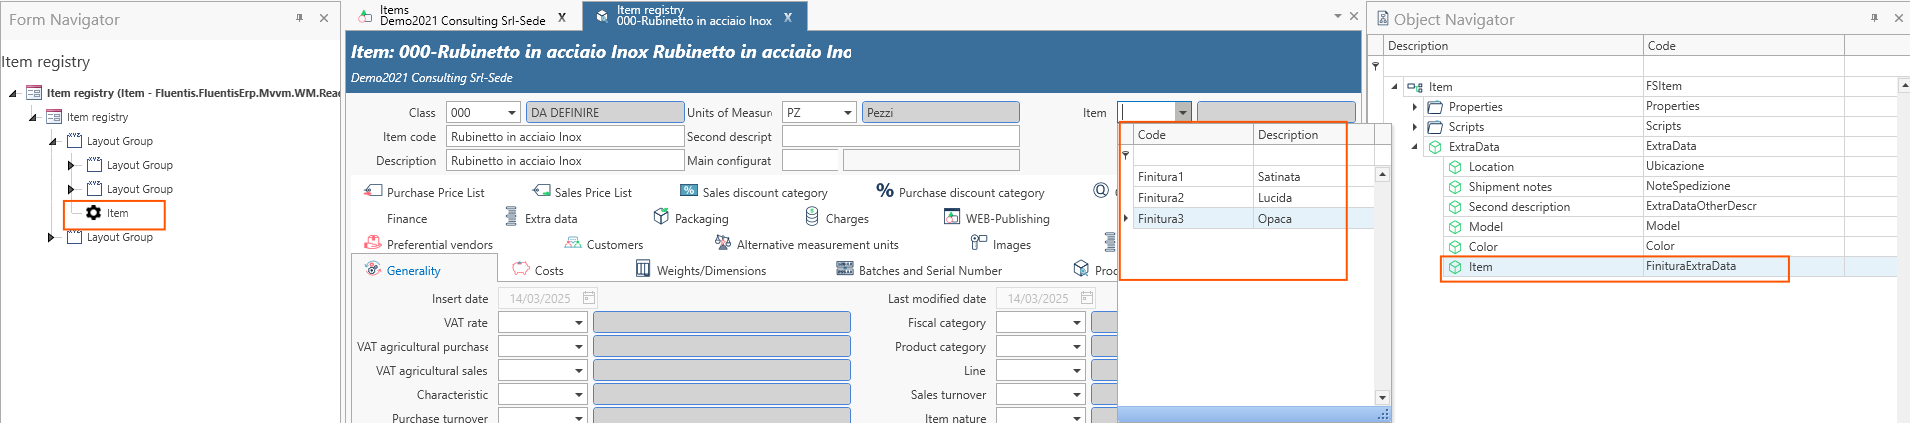 Form Navigator
Item registry
Item registry (Item - Fluentis.FluentisErp.Mvvm.WM.Rea
Item registry
Layout Group
Layout Group
Layout Group
Item
Layout Group
Items
Demo2021 Consulting Srl-Sede X
Item registry
000-Rubinetto in acciaio Inox X
Item: 000-Rubinetto in acciaio Inox Rubinetto in acciaio Ino
Demo2021 Consulting Srl-Sede
Class 000 DA DEFINIRE Units of Measur PZ Pezzi Item
Item code Rubinetto in acciaio Inox Second descript
Description Rubinetto in acciaio Inox Main configurat
Code Description
Finitura1 Satinata
Finitura2 Lucida
Finitura3 Opaca
Purchase Price List Sales Price List % Sales discount category % Purchase discount category
Finance Extra data Packaging Charges WEB-Publishing
Preferential vendors Customers Alternative measurement units Images
Generality Costs Weights/Dimensions Batches and Serial Number Proc
Insert date 14/03/2025 Last modified date 14/03/2025
VAT rate Fiscal category
VAT agricultural purchase Product category
VAT agricultural sales Line
Characteristic Sales turnover
Purchase turnover Item nature
Object Navigator
Description Code
Item FSItem
Properties Properties
Scripts Scripts
ExtraData ExtraData
Location Ubicazione
Shipment notes NoteSpedizione
Second description ExtraDataOtherDescr
Model Model
Color Color
Item FinituraExtraData